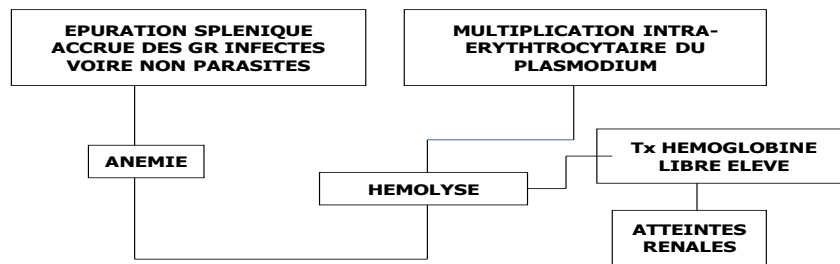 EPURATION SPLENIQUE
ACCRUE DES GR INFECTES
VOIRE NON PARASITES
MULTIPLICATION INTRA-
ERYTHTROCYTAIRE DU
PLASMODIUM
ANEMIE
HEMOLYSE
Tx HEMOGLOBINE
LIBRE ELEVE
ATTEINTES
RENALES